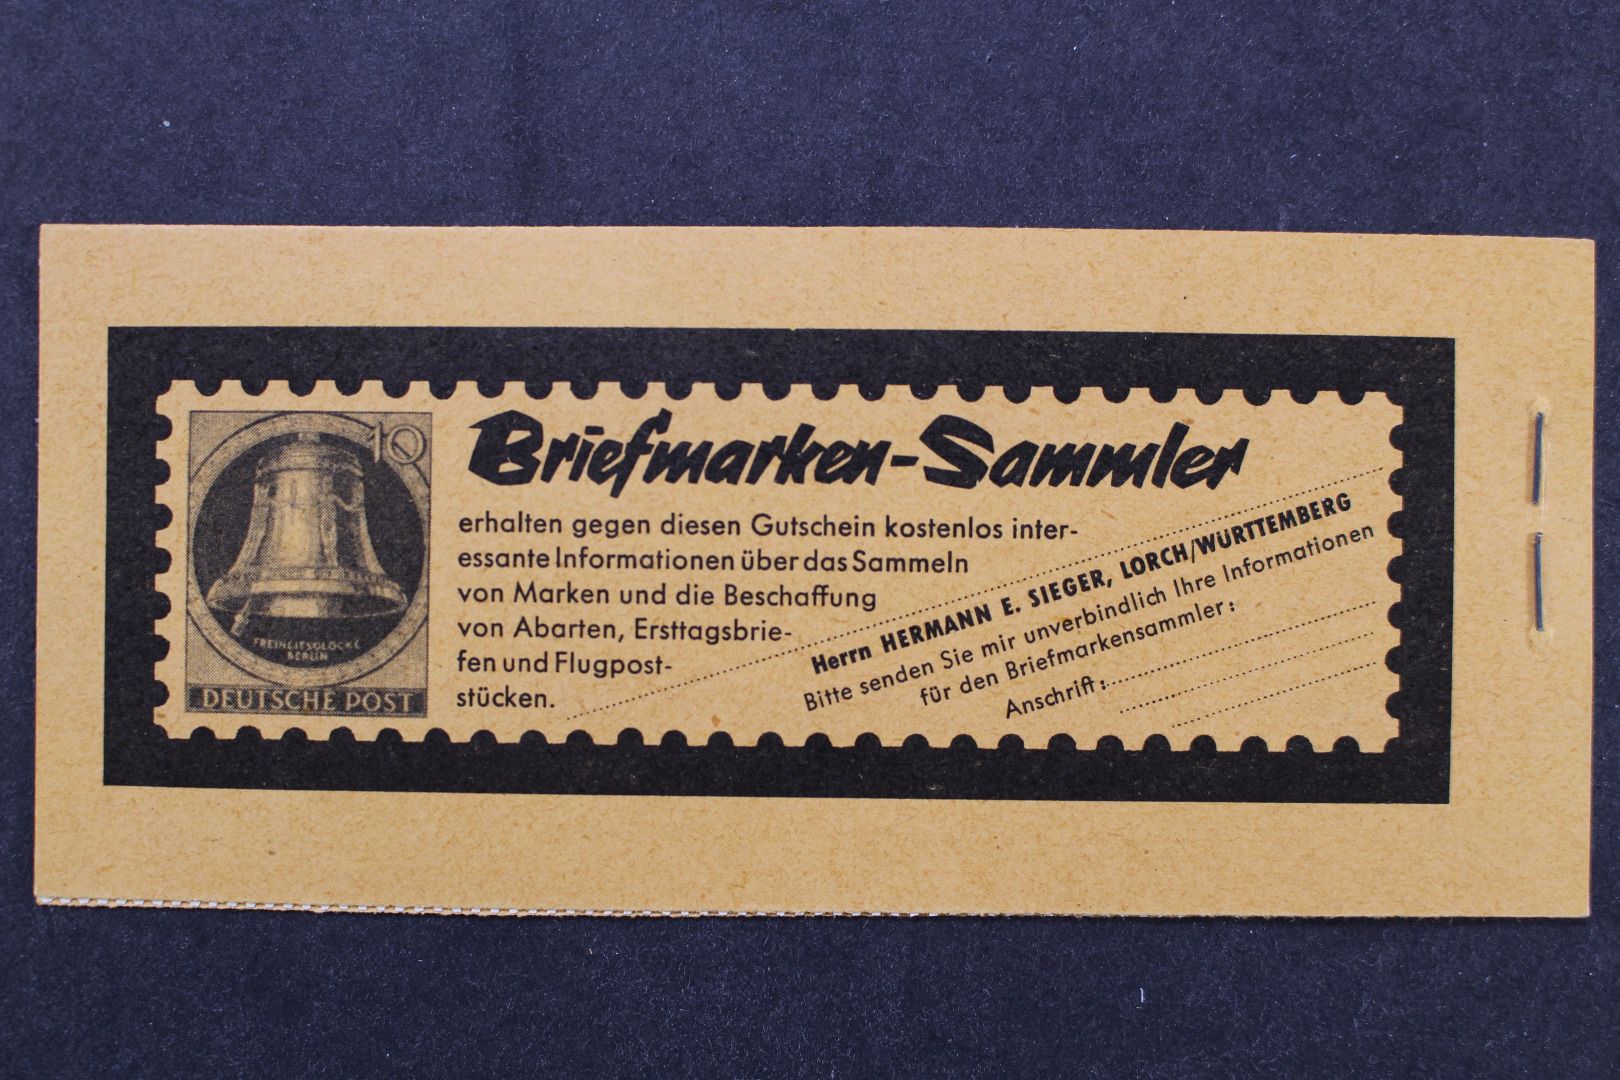 10
FREIHEITSGLOCKE
BERLIN
DEUTSCHE POST
Briefmarken-Sammler
erhalten gegen diesen Gutschein kostenlos inter-
essante Informationen über das Sammeln
von Marken und die Beschaffung
von Abarten, Ersttagsbrie-
fen und Flugpost-
stücken.
Herrn HERMANN E. SIEGER, LORCH/WÜRTTEMBERG
Bitte senden Sie mir unverbindlich Ihre Informationen
für den Briefmarkensammler:
Anschrift: